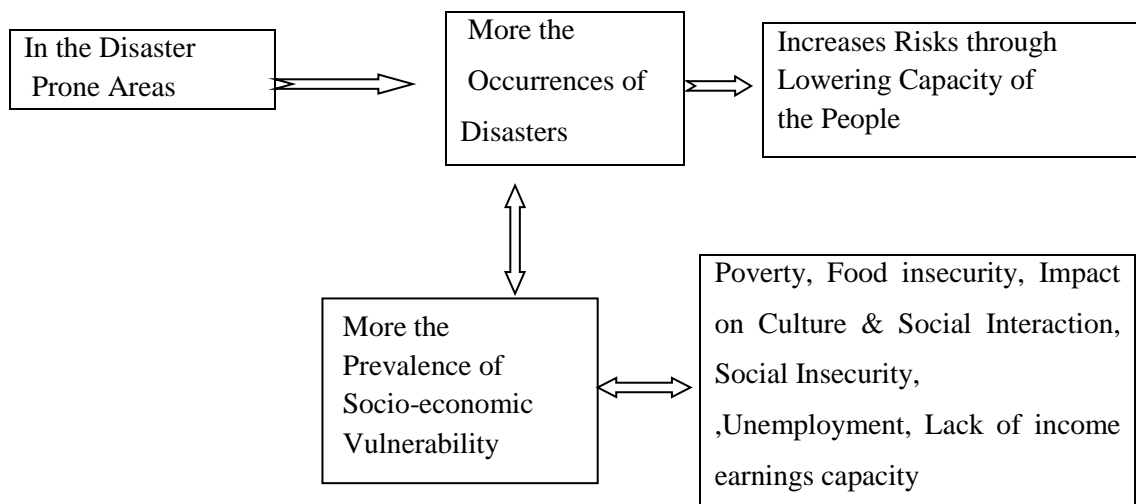 In the Disaster
Prone Areas
More the
Occurrences of
Disasters
Increases Risks through
Lowering Capacity of
the People
More the
Prevalence of
Socio-economic
Vulnerability
Poverty, Food insecurity, Impact
on Culture & Social Interaction,
Social Insecurity,
,Unemployment, Lack of income
earnings capacity